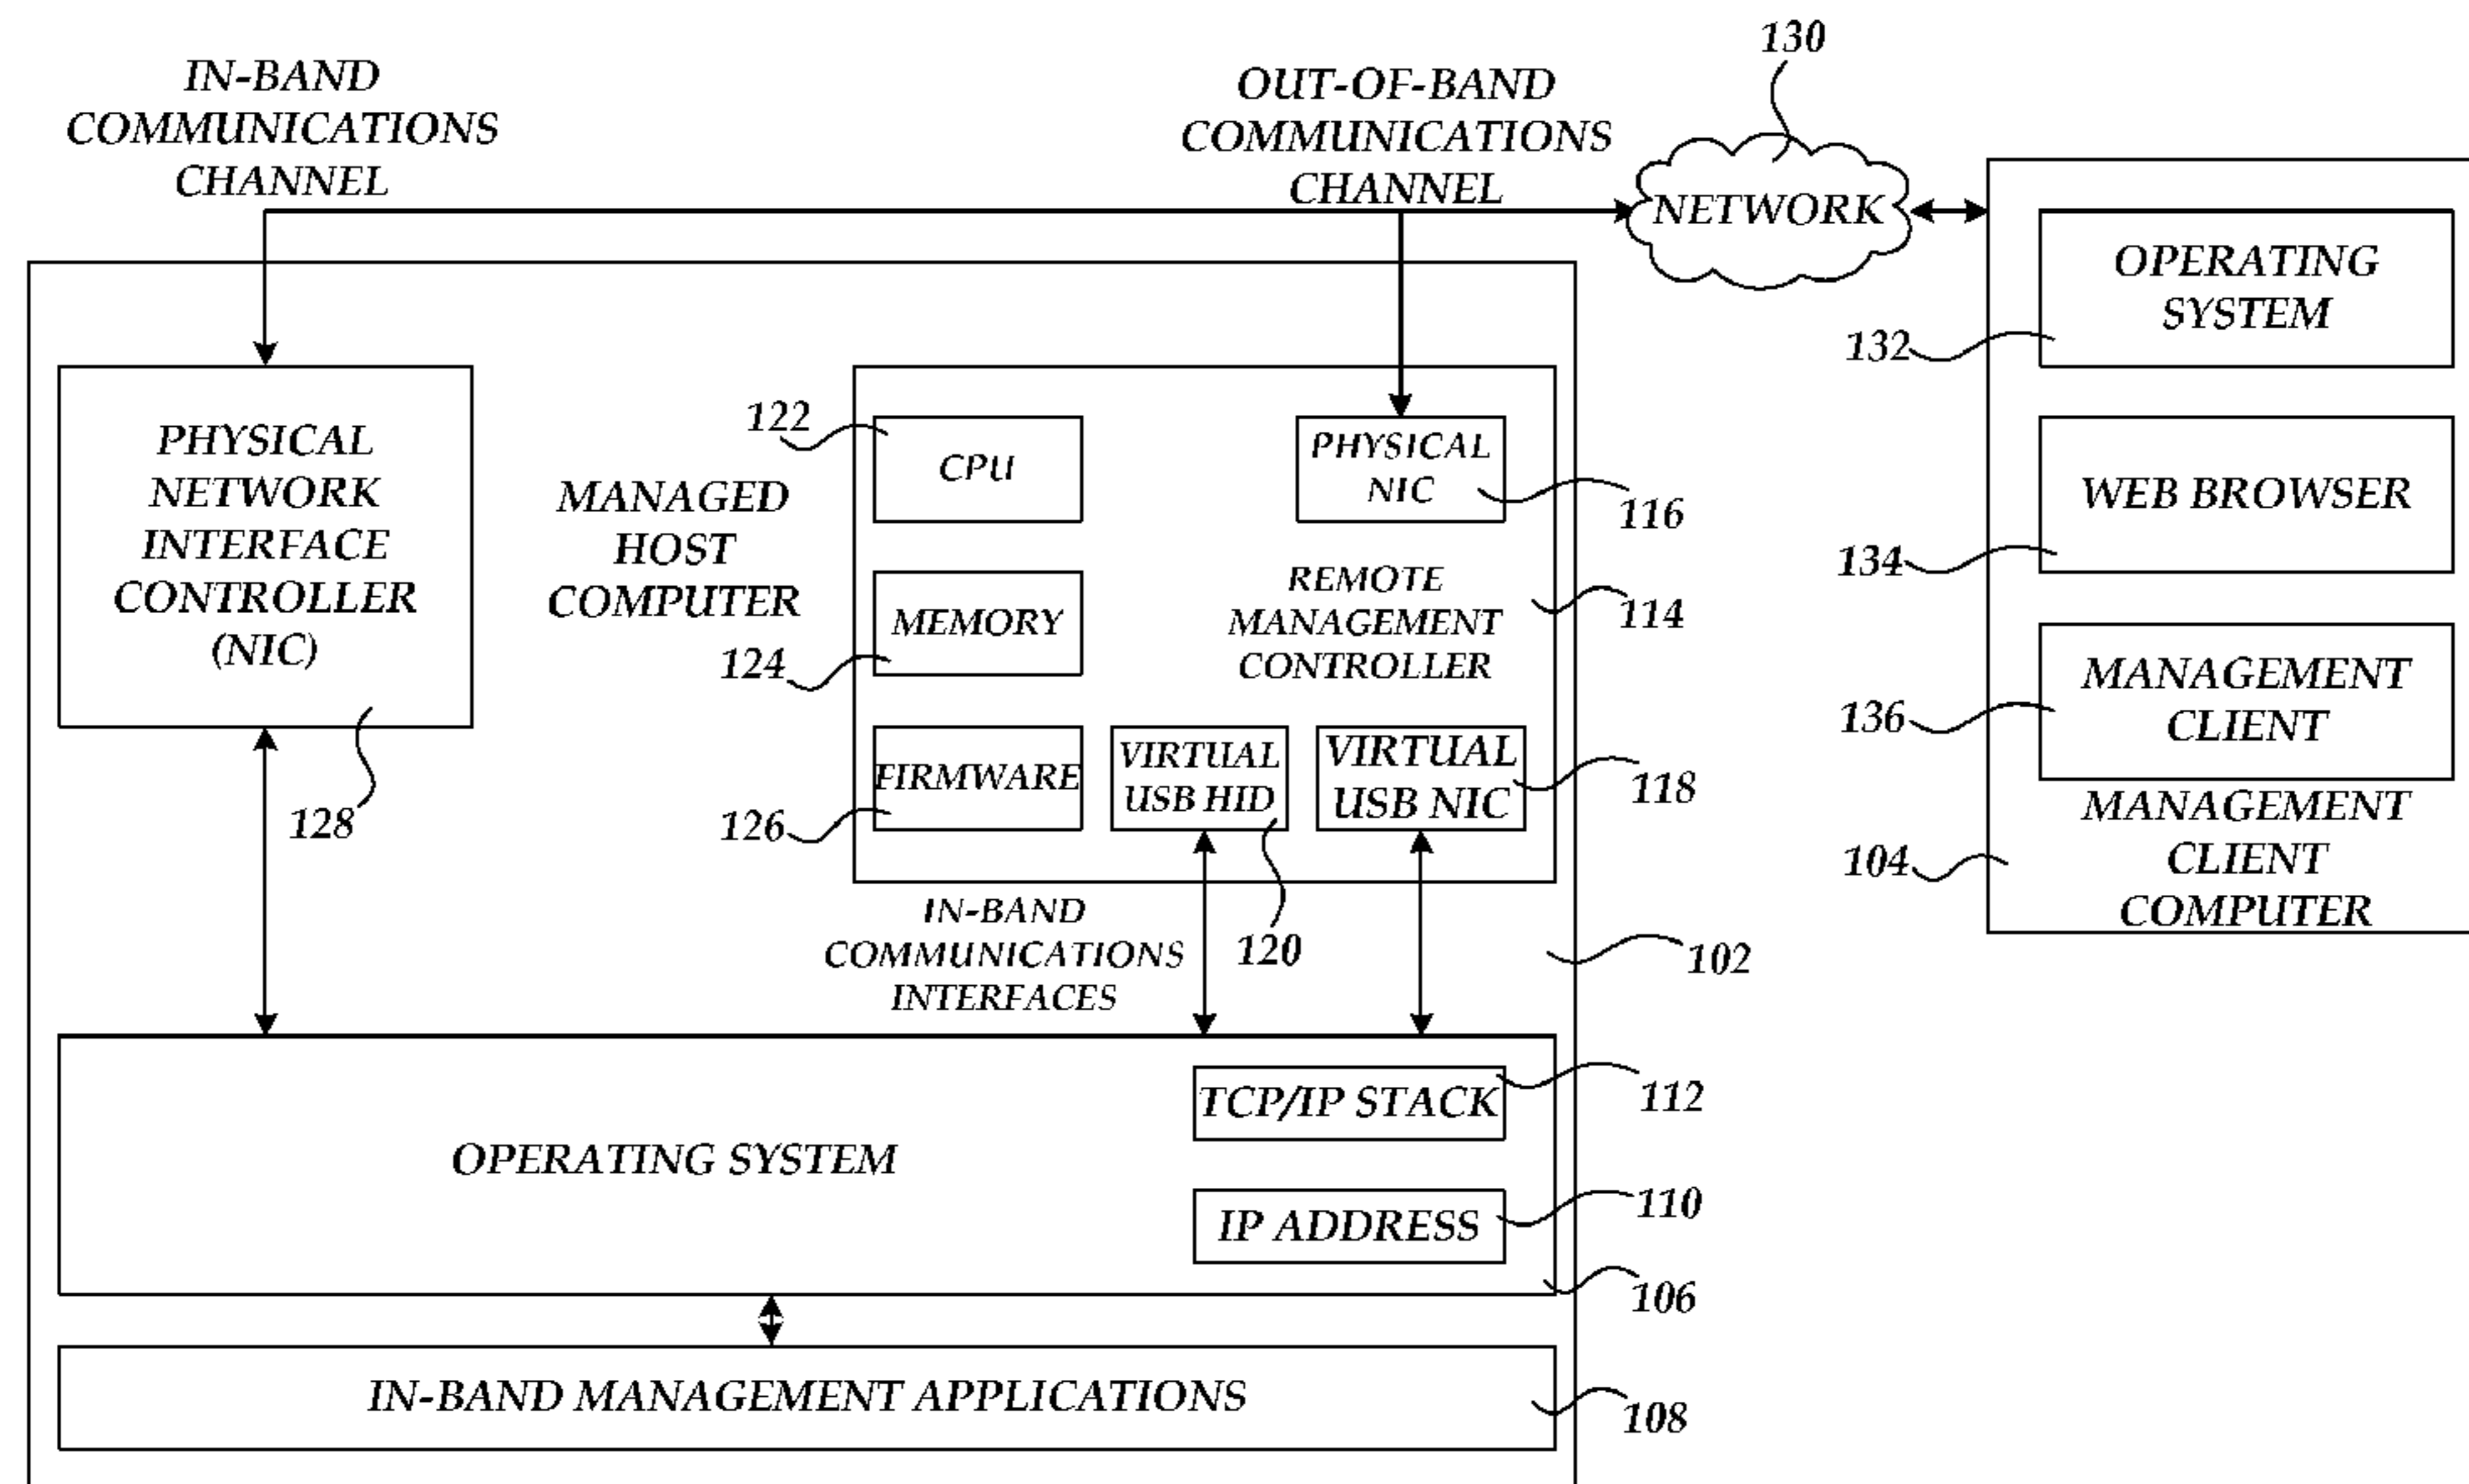 130
IN-BAND
COMMUNICATIONS
CHANNEL
OUT-OF-BAND
COMMUNICATIONS
CHANNEL
NETWORK
OPERATING
SYSTEM
132
WEB BROWSER
134
MANAGEMENT
CLIENT
136
MANAGEMENT
CLIENT
COMPUTER
104
PHYSICAL
NETWORK
INTERFACE
CONTROLLER
(NIC)
128
MANAGED
HOST
COMPUTER
122
CPU
PHYSICAL
NIC
116
MEMORY
124
REMOTE
MANAGEMENT
CONTROLLER
114
FIRMWARE
126
VIRTUAL
USB HID
120
VIRTUAL
USB NIC
118
IN-BAND
COMMUNICATIONS
INTERFACES
102
OPERATING SYSTEM
TCP/IP STACK
112
IP ADDRESS
110
106
IN-BAND MANAGEMENT APPLICATIONS
108